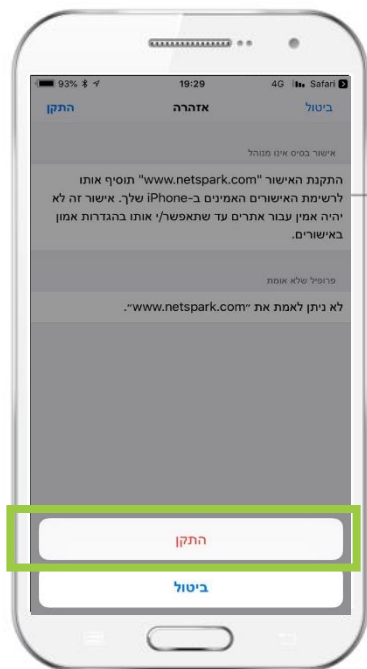 93% 19:29 4G Safari
התקן אזהרה ביטול
אישור בסיס אינו מנוהל
התקנת האישור "www.netspark.com" תוסיף אותו
לרשימת האישורים האמינים ב-iPhone שלך. אישור זה לא
יהיה אמין עבור אתרים עד שתאפשר/י אותו בהגדרות אמון
באישורים.
פרופיל שלא אומת
לא ניתן לאמת את ״www.netspark.com״.
התקן
ביטול